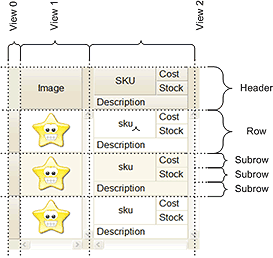 View 0
View 1
View 2
Image
SKU
Cost
Stock
Description
Header
sku
Cost
Stock
Description
Row
sku
Cost
Stock
Description
Subrow
Subrow
Subrow
sku
Cost
Stock
Description